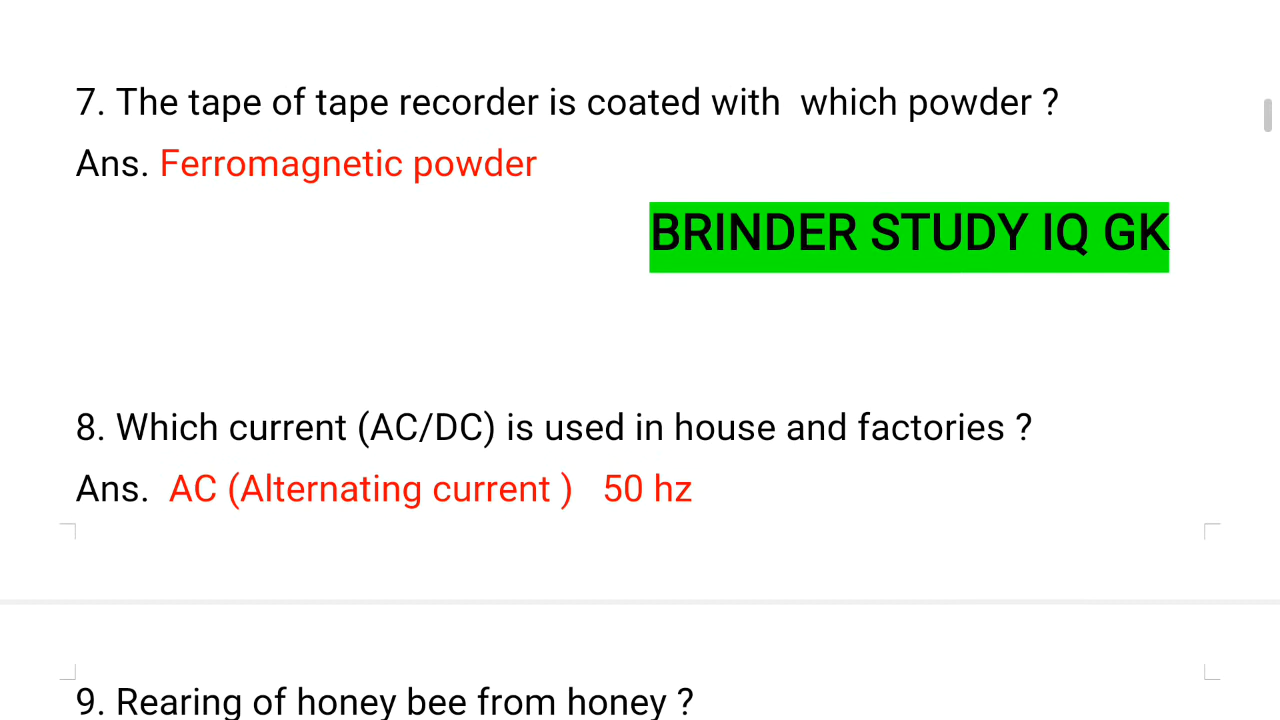 7. The tape of tape recorder is coated with which powder ?
Ans. Ferromagnetic powder
BRINDER STUDY IQ GK
8. Which current (AC/DC) is used in house and factories ?
Ans. AC (Alternating current ) 50 hz
9. Rearing of honey bee from honey ?